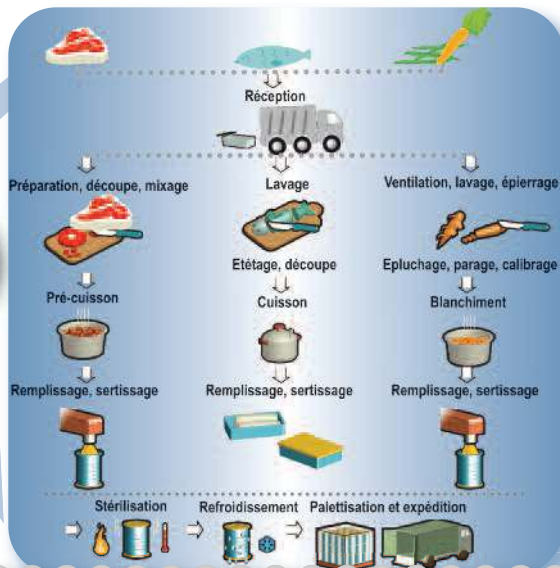 Réception
Préparation, découpe, mixage
Lavage
Ventilation, lavage, épierrage
Etêtage, découpe
Epluchage, parage, calibrage
Pré-cuisson
Cuisson
Blanchiment
Remplissage, sertissage
Remplissage, sertissage
Remplissage, sertissage
Stérilisation
Refroidissement
Palettisation et expédition